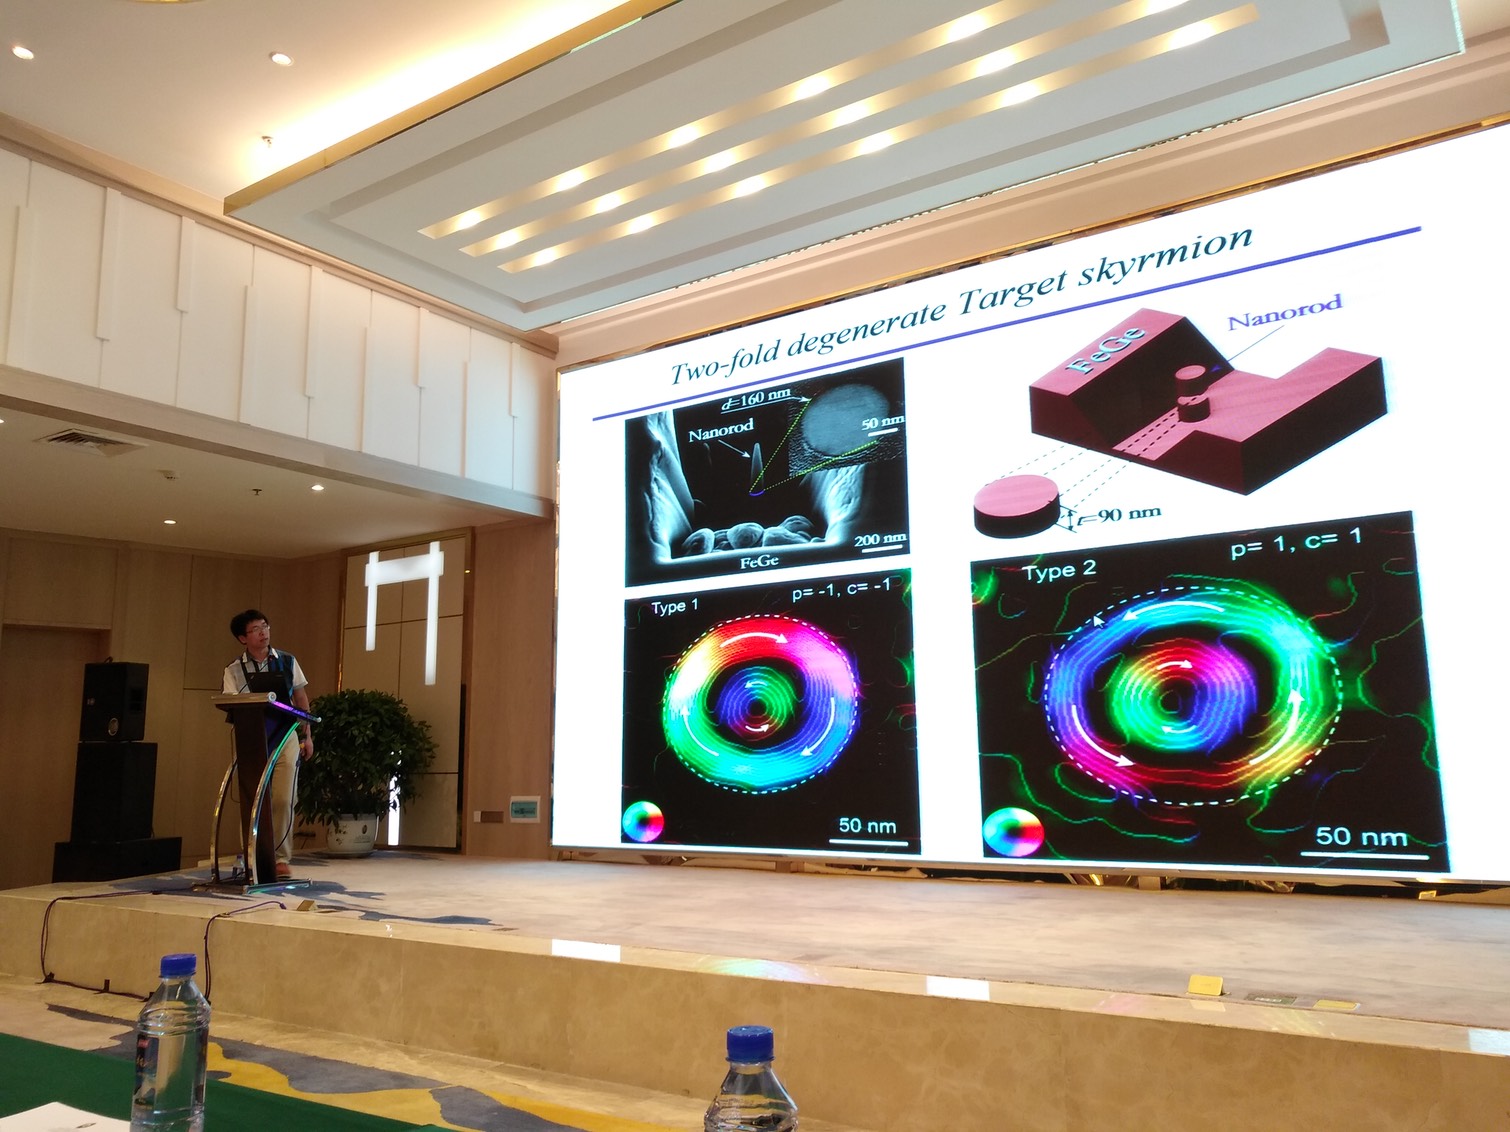 Two-fold degenerate Target skyrmion
d=160 nm
Nanorod
50 nm
200 nm
FeGe
FeGe
Nanorod
t=90 nm
Type 1
p= -1, c= -1
50 nm
Type 2
p= 1, c= 1
50 nm